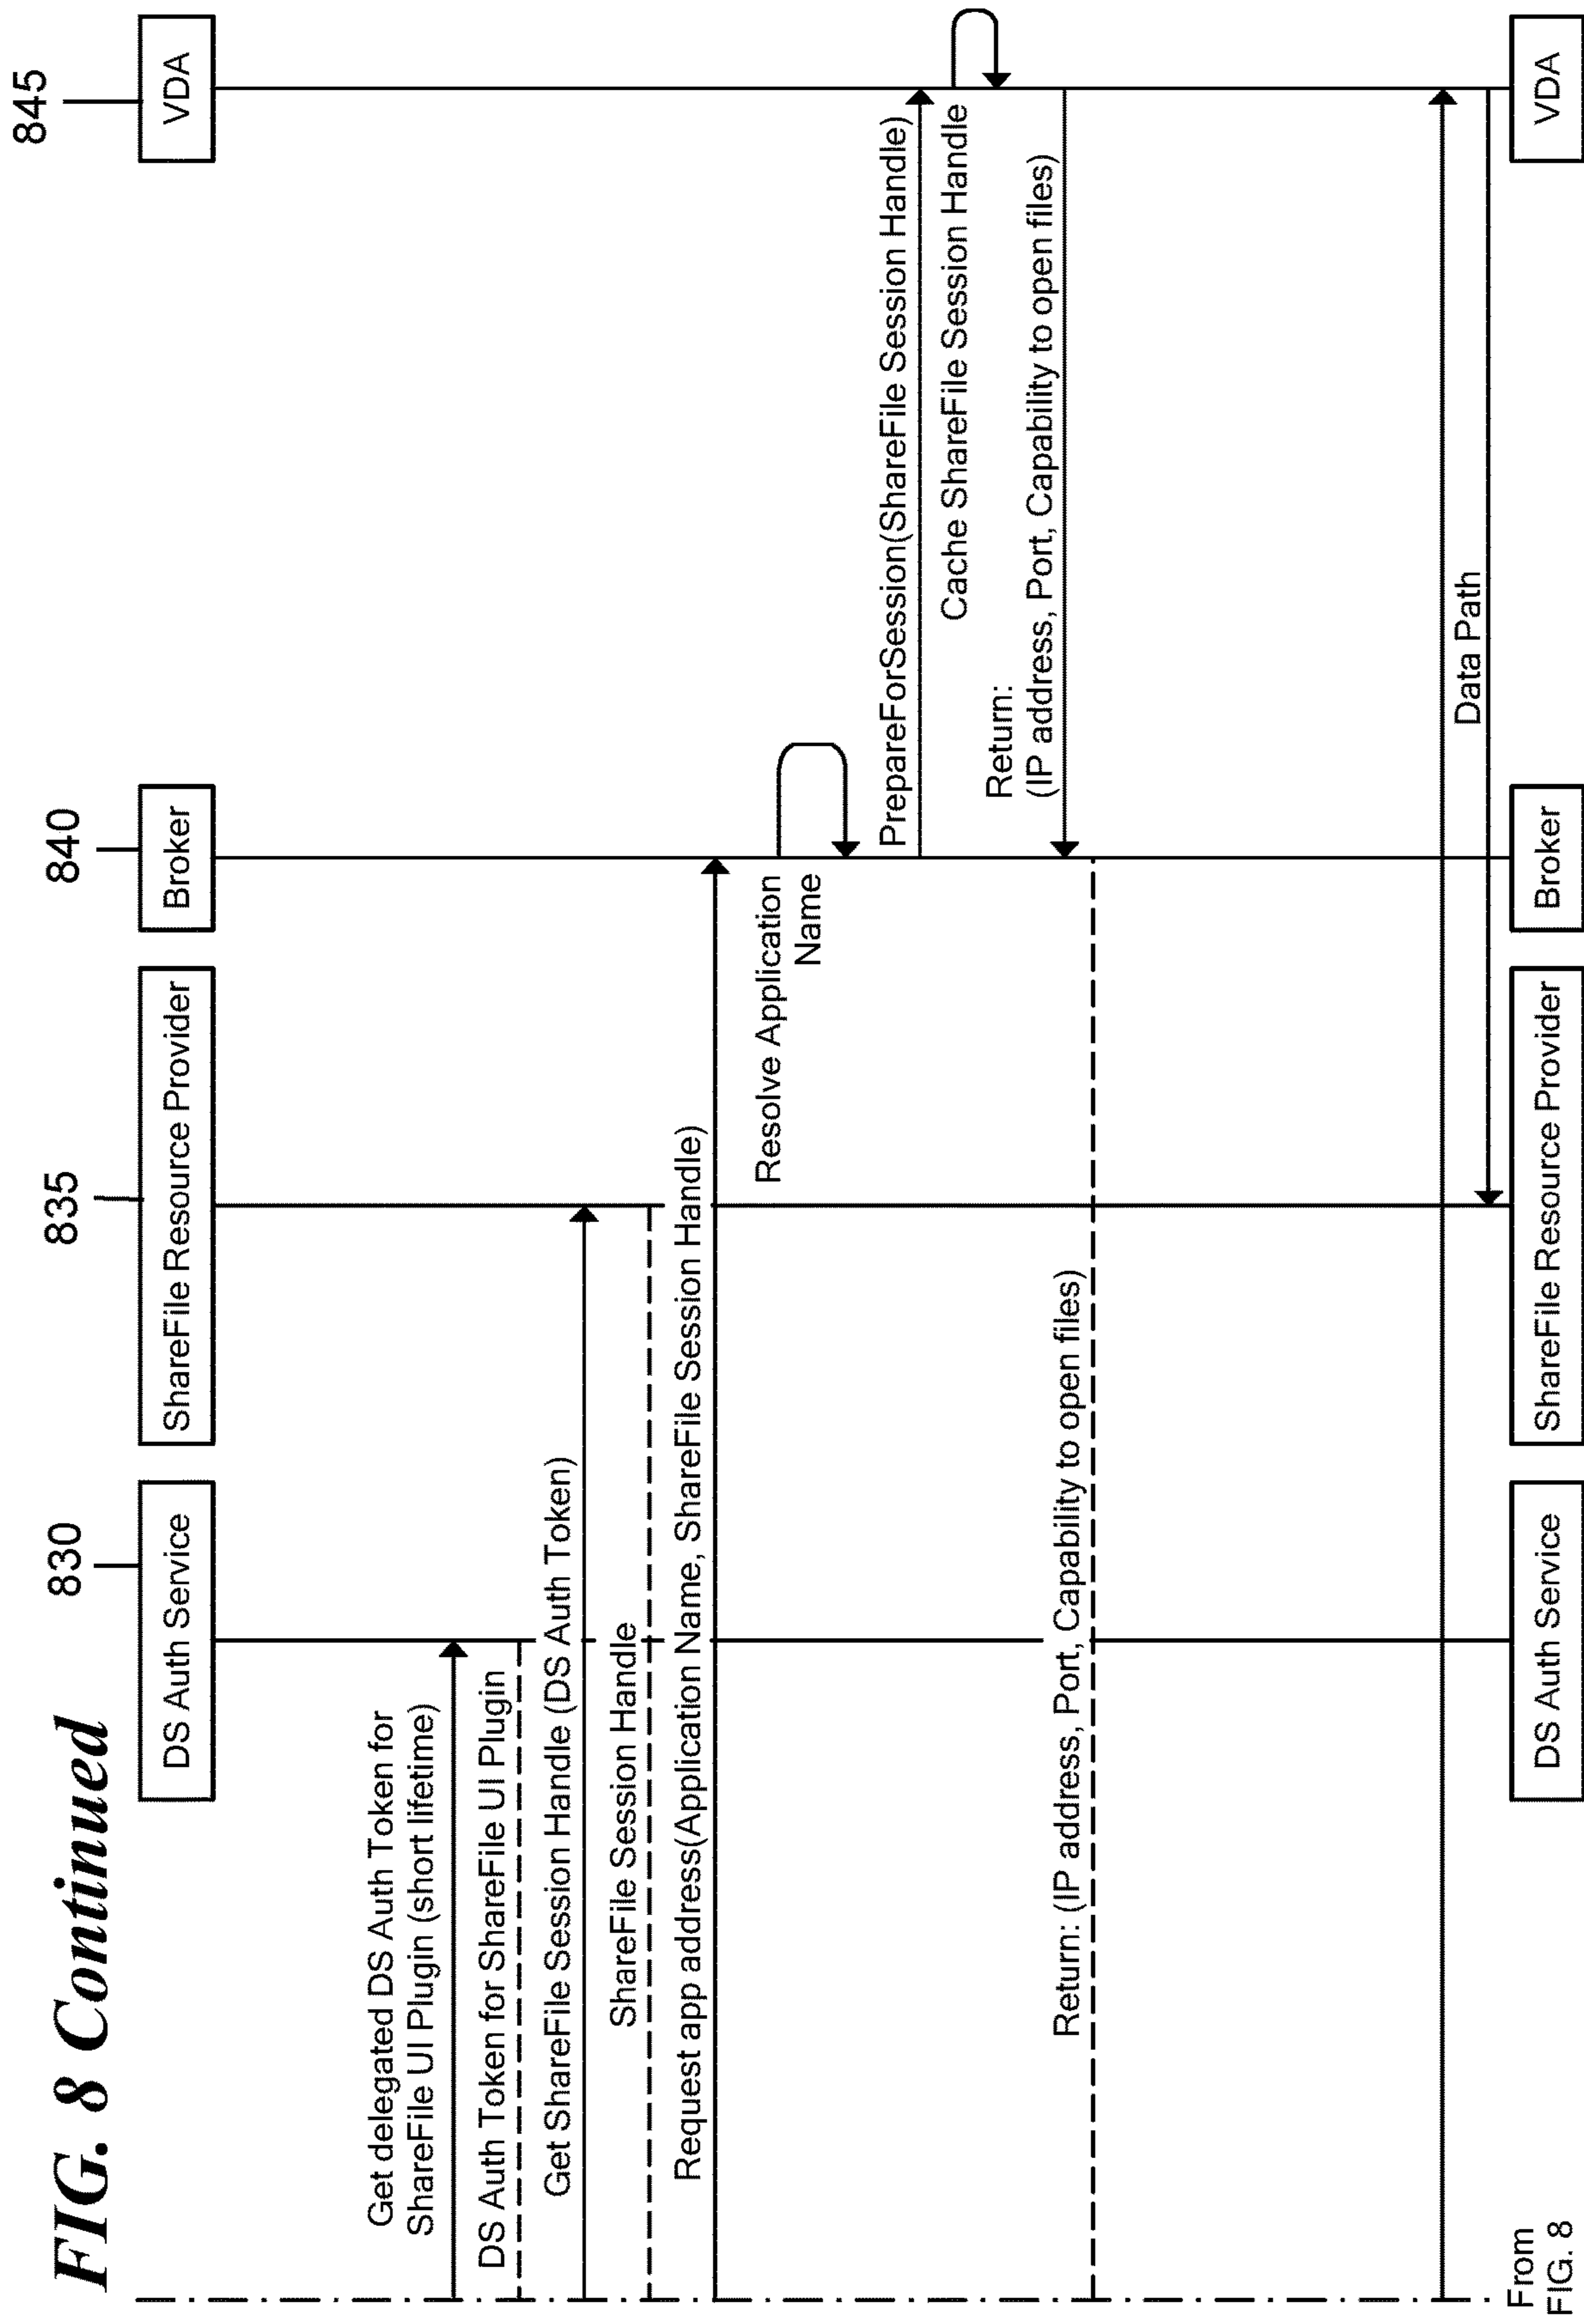 FIG. 8 Continued
830
835
840
845
DS Auth Service
ShareFile Resource Provider
Broker
VDA
Get delegated DS Auth Token for
ShareFile UI Plugin (short lifetime)
DS Auth Token for ShareFile UI Plugin
Get ShareFile Session Handle (DS Auth Token)
ShareFile Session Handle
Request app address(Application Name, ShareFile Session Handle)
Resolve Application
Name
PrepareForSession(ShareFile Session Handle)
Cache ShareFile Session Handle
Return:
(IP address, Port, Capability to open files)
Return: (IP address, Port, Capability to open files)
Data Path
From
FIG. 8
DS Auth Service
ShareFile Resource Provider
Broker
VDA